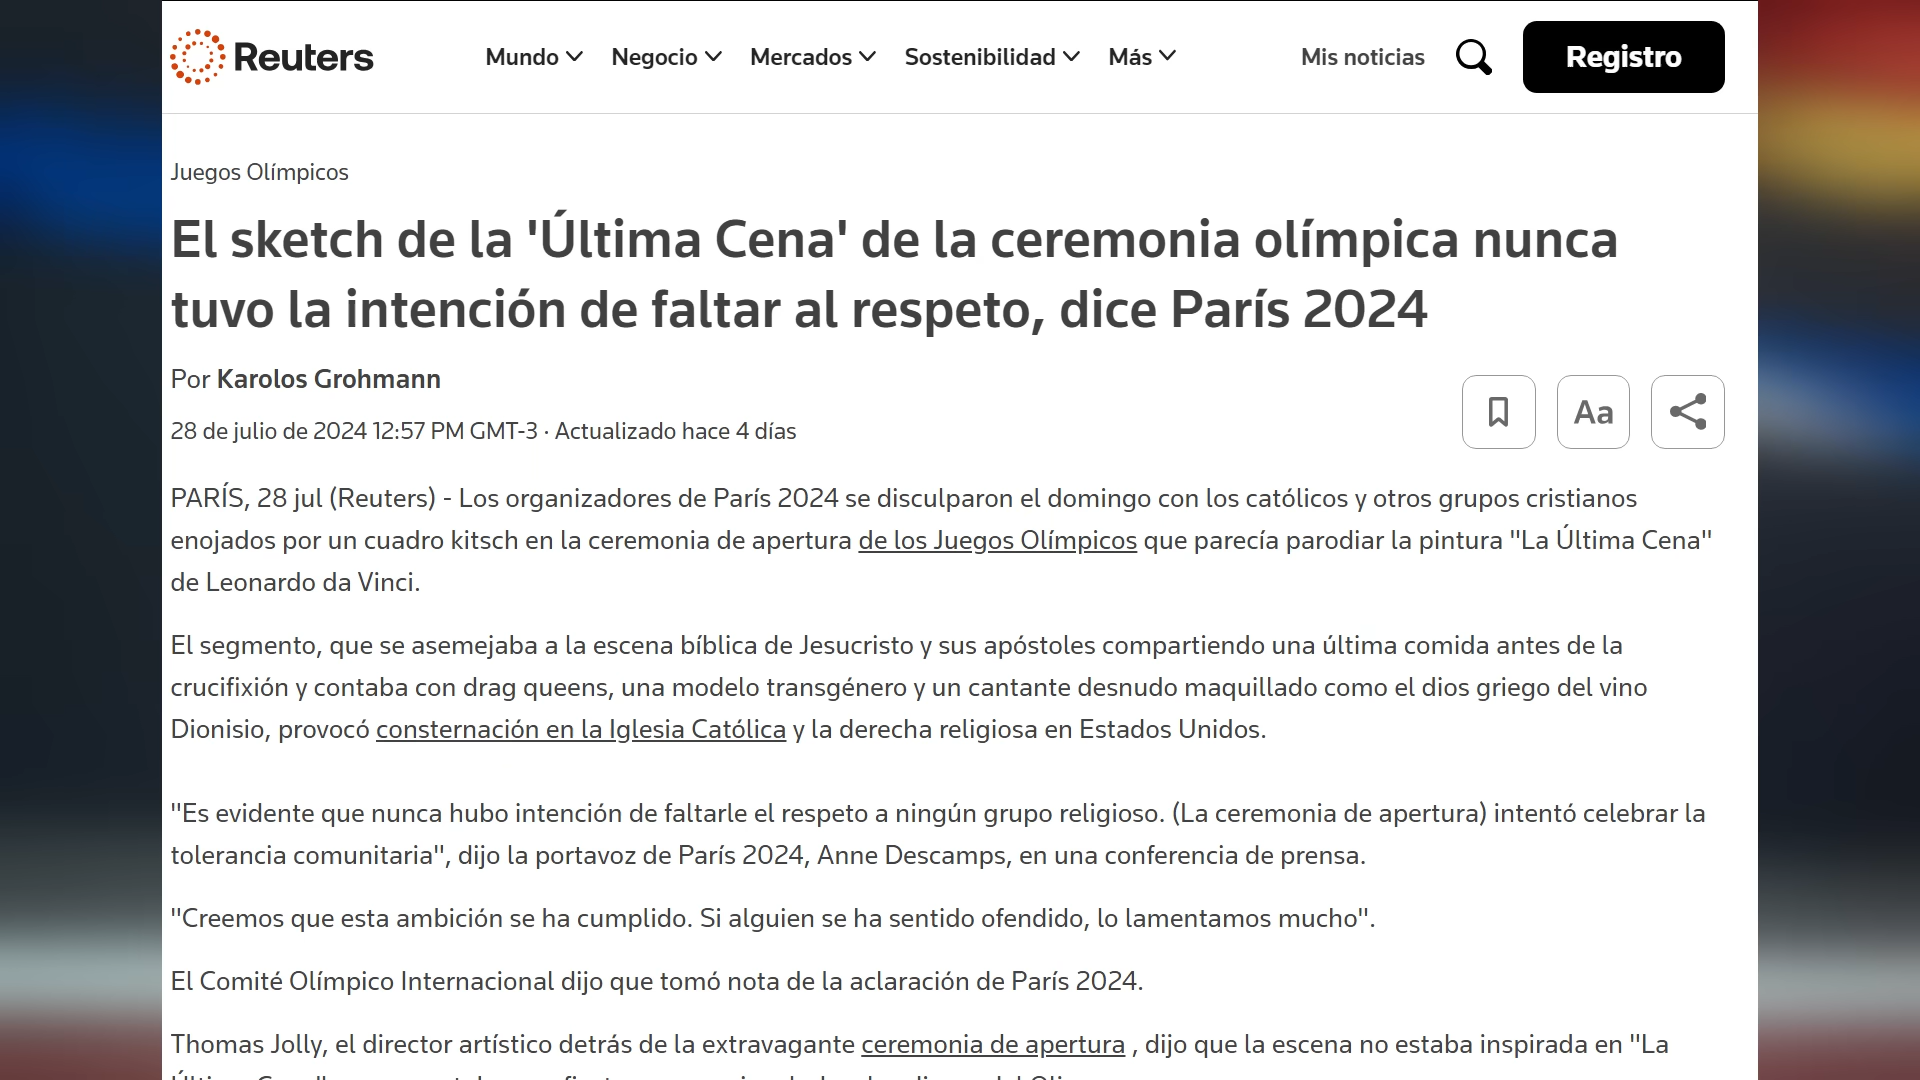 Reuters
Mundo
Negocio
Mercados
Sostenibilidad
Más
Mis noticias
Registro
Juegos Olímpicos
El sketch de la 'Última Cena' de la ceremonia olímpica nunca
tuvo la intención de faltar al respeto, dice París 2024
Por Karolos Grohmann
28 de julio de 2024 12:57 PM GMT-3 · Actualizado hace 4 días
Aa
PARÍS, 28 jul (Reuters) - Los organizadores de París 2024 se disculparon el domingo con los católicos y otros grupos cristianos
enojados por un cuadro kitsch en la ceremonia de apertura de los Juegos Olímpicos que parecía parodiar la pintura "La Última Cena"
de Leonardo da Vinci.
El segmento, que se asemejaba a la escena bíblica de Jesucristo y sus apóstoles compartiendo una última comida antes de la
crucifixión y contaba con drag queens, una modelo transgénero y un cantante desnudo maquillado como el dios griego del vino
Dionisio, provocó consternación en la Iglesia Católica y la derecha religiosa en Estados Unidos.
"Es evidente que nunca hubo intención de faltarle el respeto a ningún grupo religioso. (La ceremonia de apertura) intentó celebrar la
tolerancia comunitaria", dijo la portavoz de París 2024, Anne Descamps, en una conferencia de prensa.
"Creemos que esta ambición se ha cumplido. Si alguien se ha sentido ofendido, lo lamentamos mucho".
El Comité Olímpico Internacional dijo que tomó nota de la aclaración de París 2024.
Thomas Jolly, el director artístico detrás de la extravagante ceremonia de apertura , dijo que la escena no estaba inspirada en "La